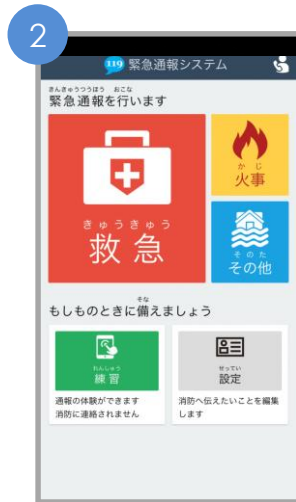 2
119 緊急通報システム
きんきゅうつうほう おこな
緊急通報を行います
きゅうきゅう
救急
かじ
火事
そのた
その他
そな
もしものときに備えましょう
れんしゅう
練習
通報の体験ができます
消防に連絡されません
せってい
設定
消防へ伝えたいことを編集
します